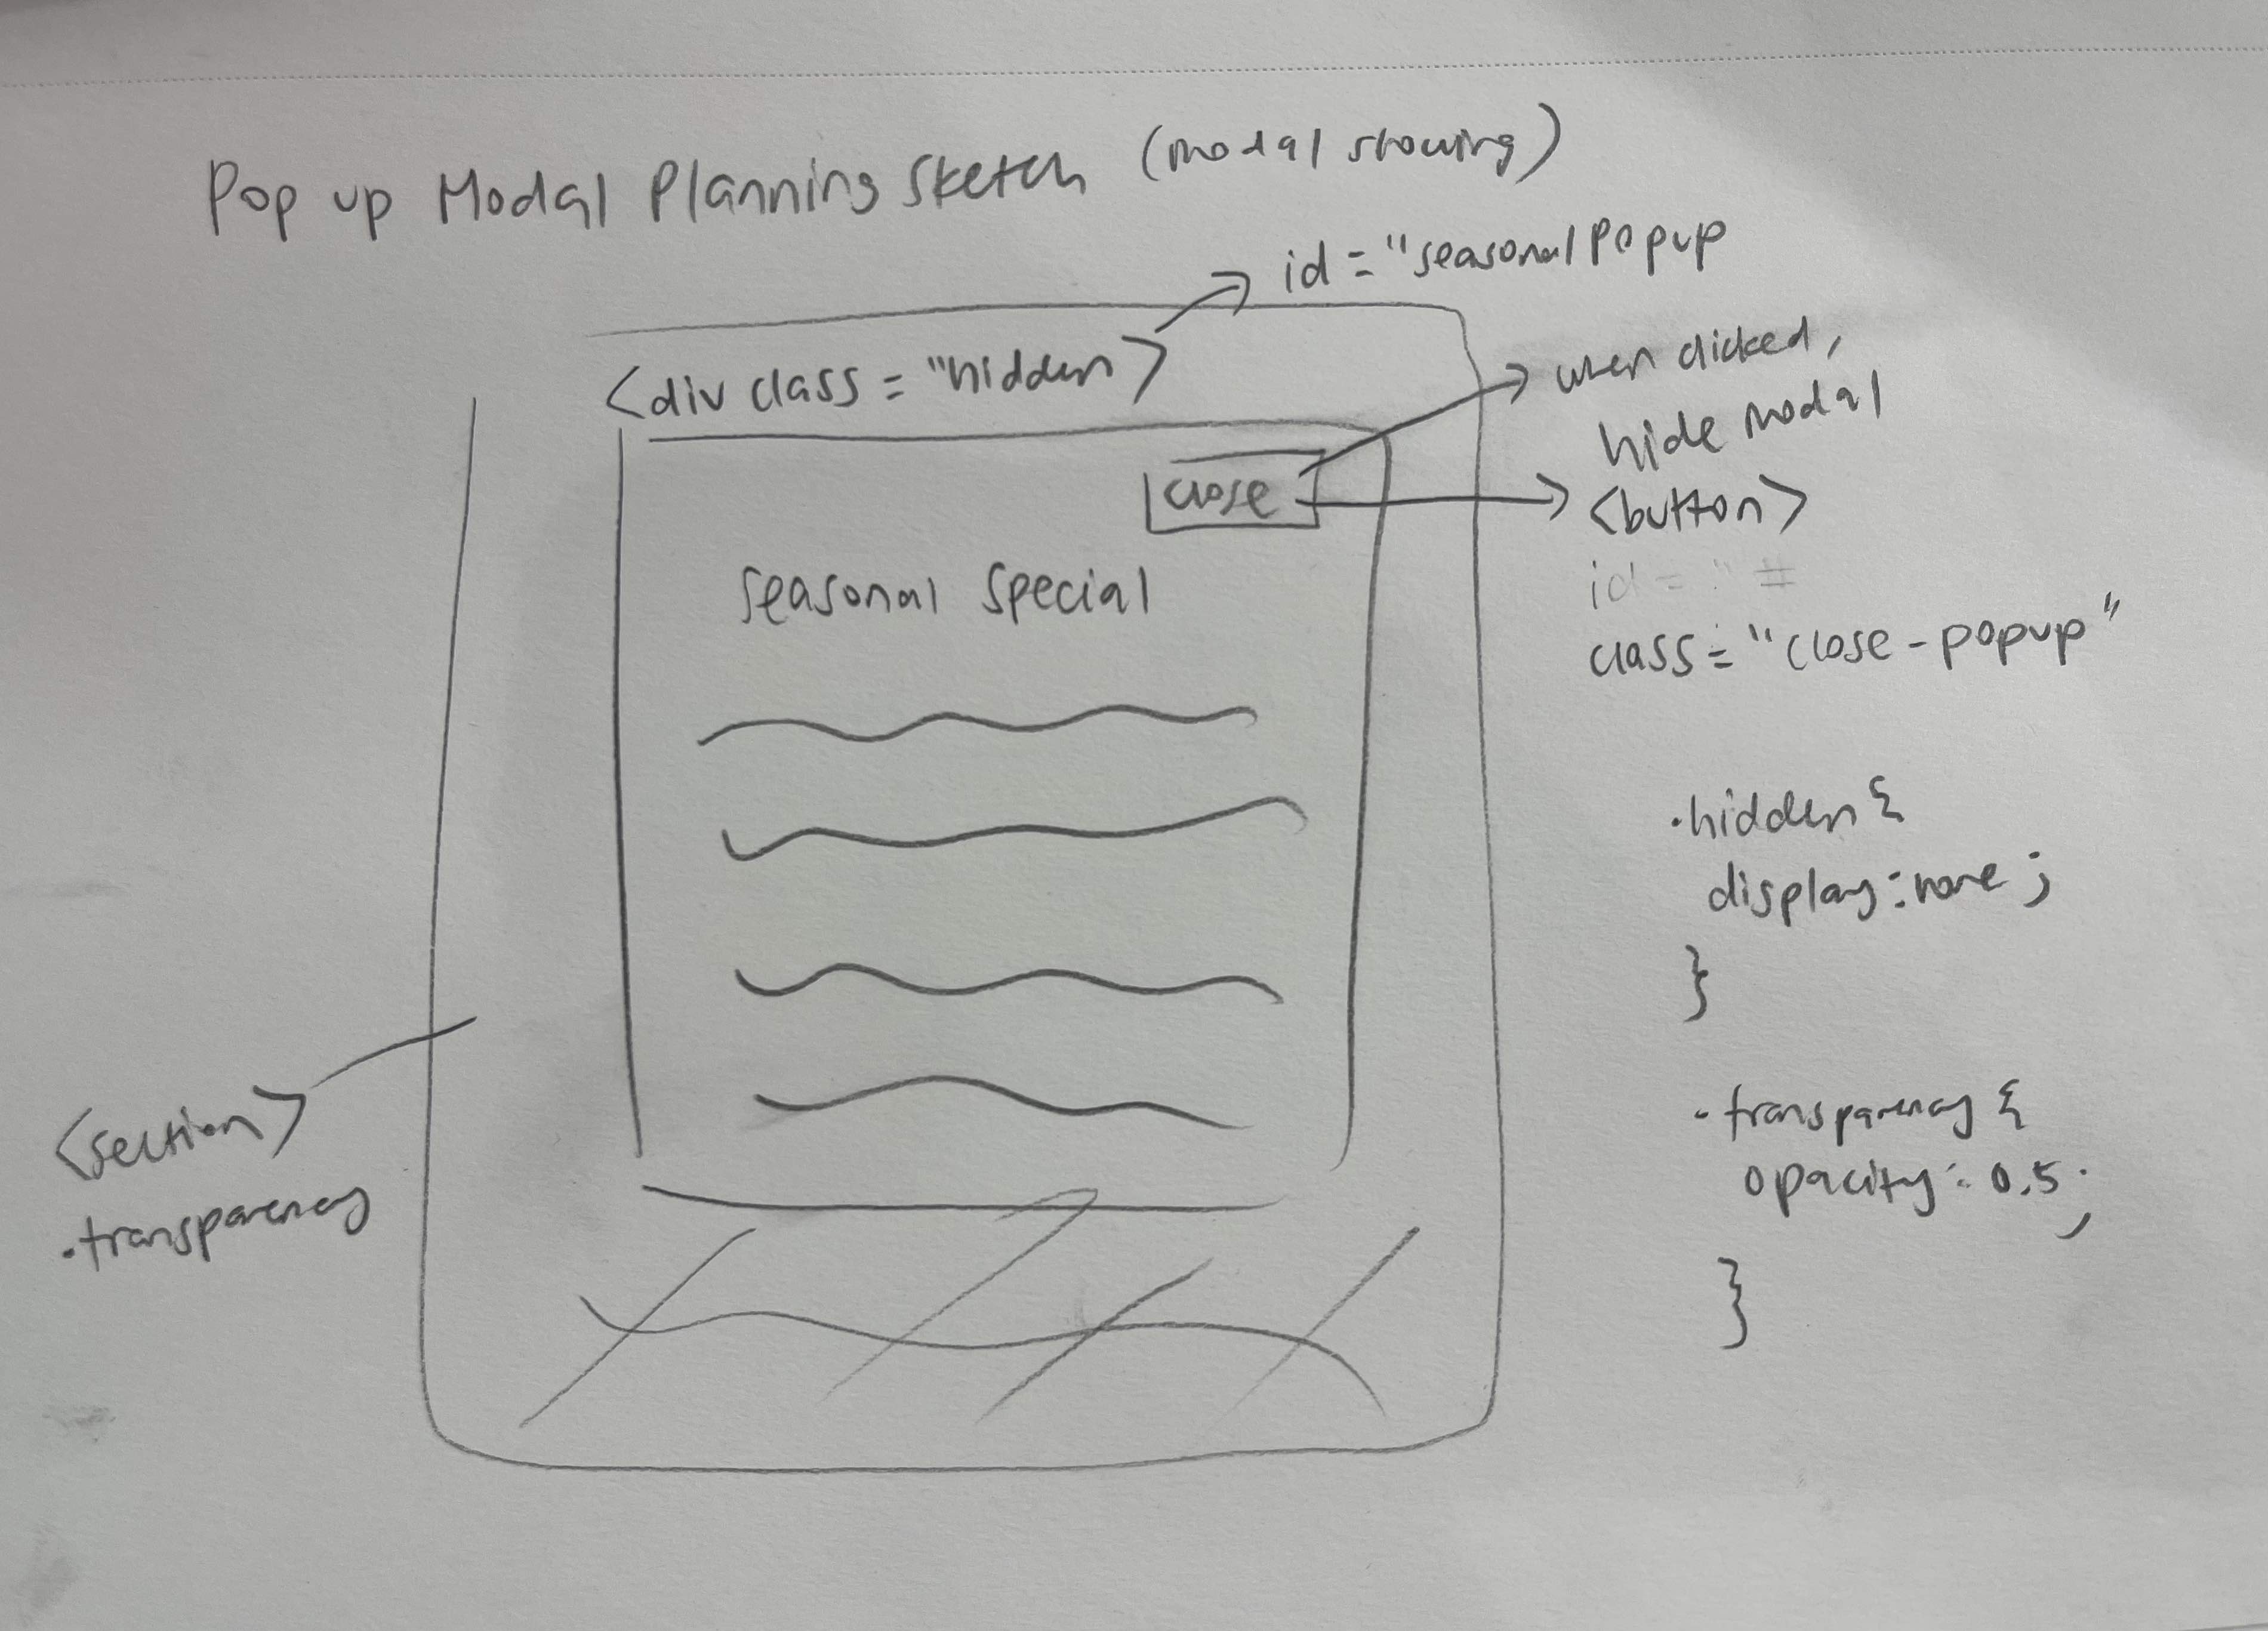 Pop up Modal Planning Sketch (modal showing)
id = "seasonalPopup
<div class = "hidden>
when clicked,
hide modal
close
<button>
id = " #
class = "close-popup"
seasonal special
.hidden {
display: none ;
}
<section>
.transparency
.transparency {
opacity: 0.5;
}